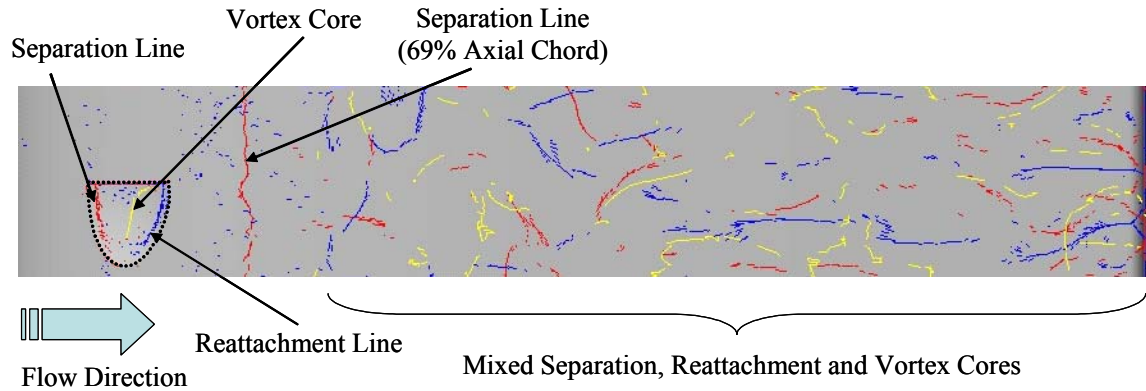 Vortex Core
Separation Line
Separation Line
(69% Axial Chord)
Reattachment Line
Flow Direction
Mixed Separation, Reattachment and Vortex Cores